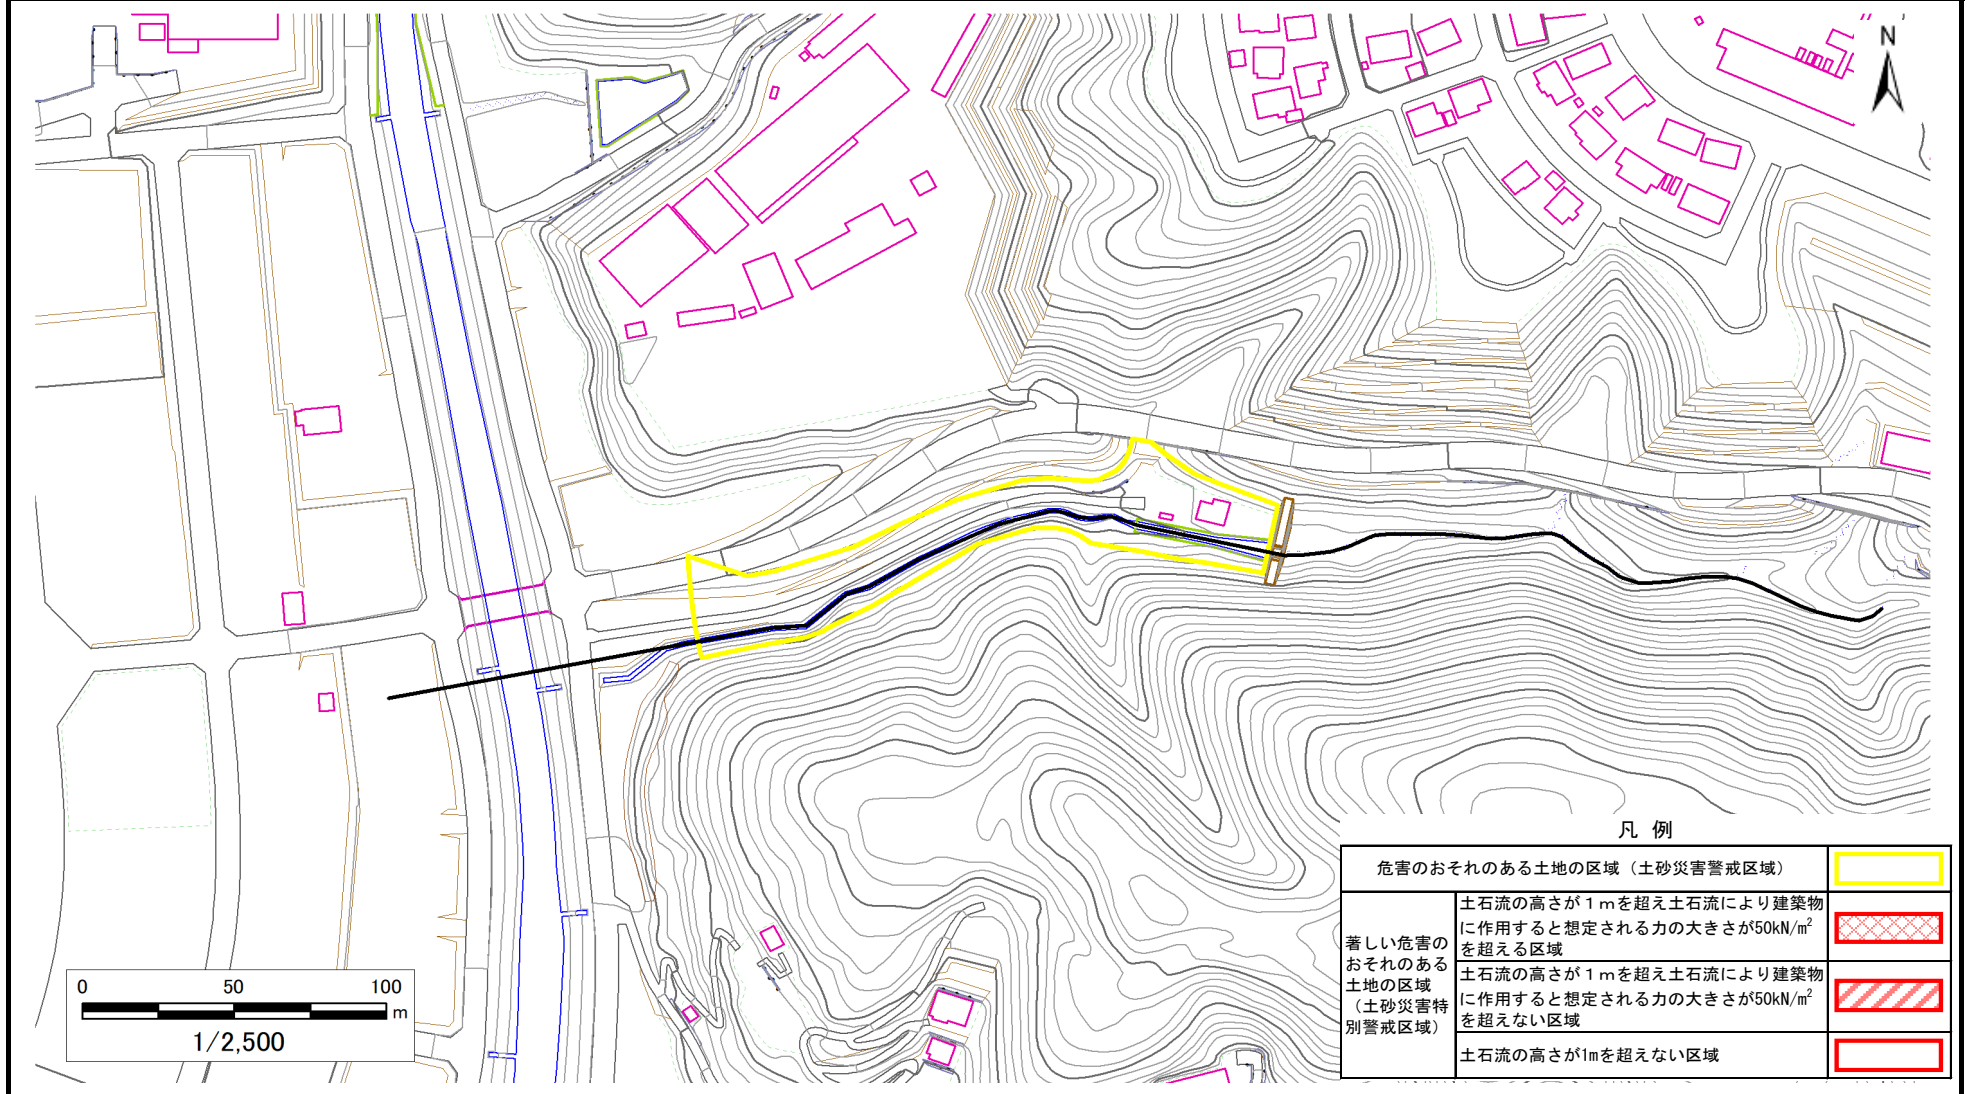 N
凡 例
危害のおそれのある土地の区域（土砂災害警戒区域）
著しい危害の
おそれのある
土地の区域
（土砂災害特
別警戒区域）
土石流の高さが１ｍを超え土石流により建築物
に作用すると想定される力の大きさが50kN/m²
を超える区域
土石流の高さが１ｍを超え土石流により建築物
に作用すると想定される力の大きさが50kN/m²
を超えない区域
土石流の高さが1mを超えない区域
0 50 100
m
1/2,500